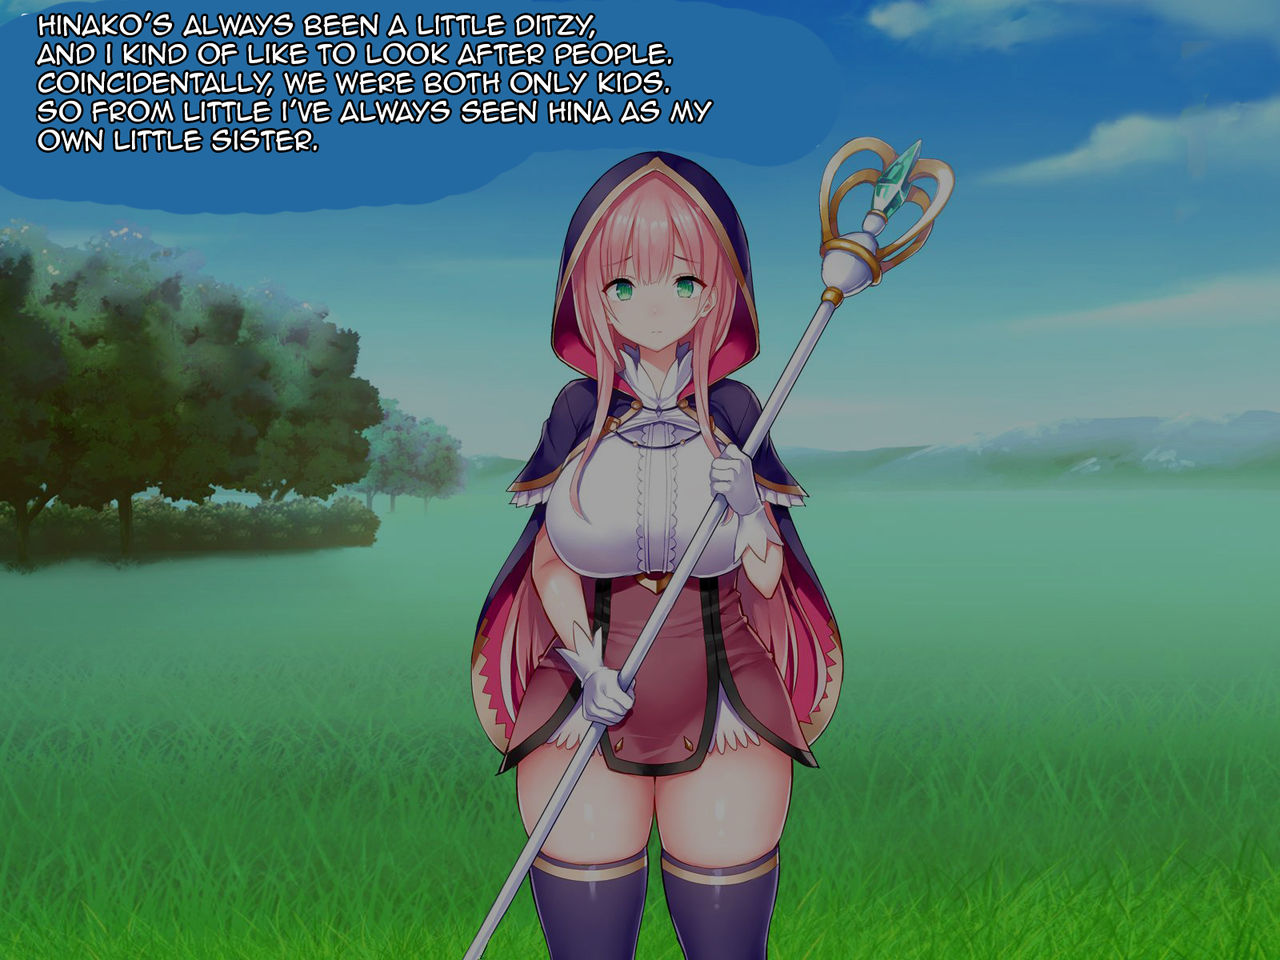 HINAKO'S ALWAYS BEEN A LITTLE DITZY,
AND I KIND OF LIKE TO LOOK AFTER PEOPLE.
COINCIDENTALLY, WE WERE BOTH ONLY KIDS.
SO FROM LITTLE I'VE ALWAYS SEEN HINA AS MY
OWN LITTLE SISTER.